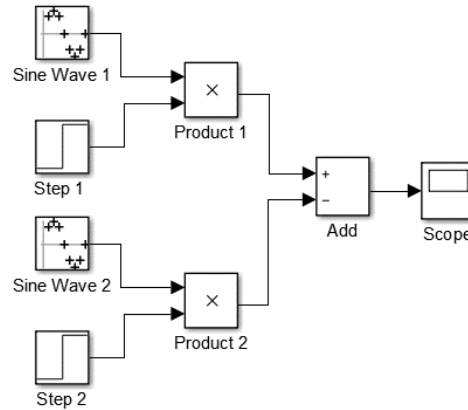 Sine Wave 1
×
Product 1
Step 1
+
−
Add
Scope
Sine Wave 2
×
Product 2
Step 2